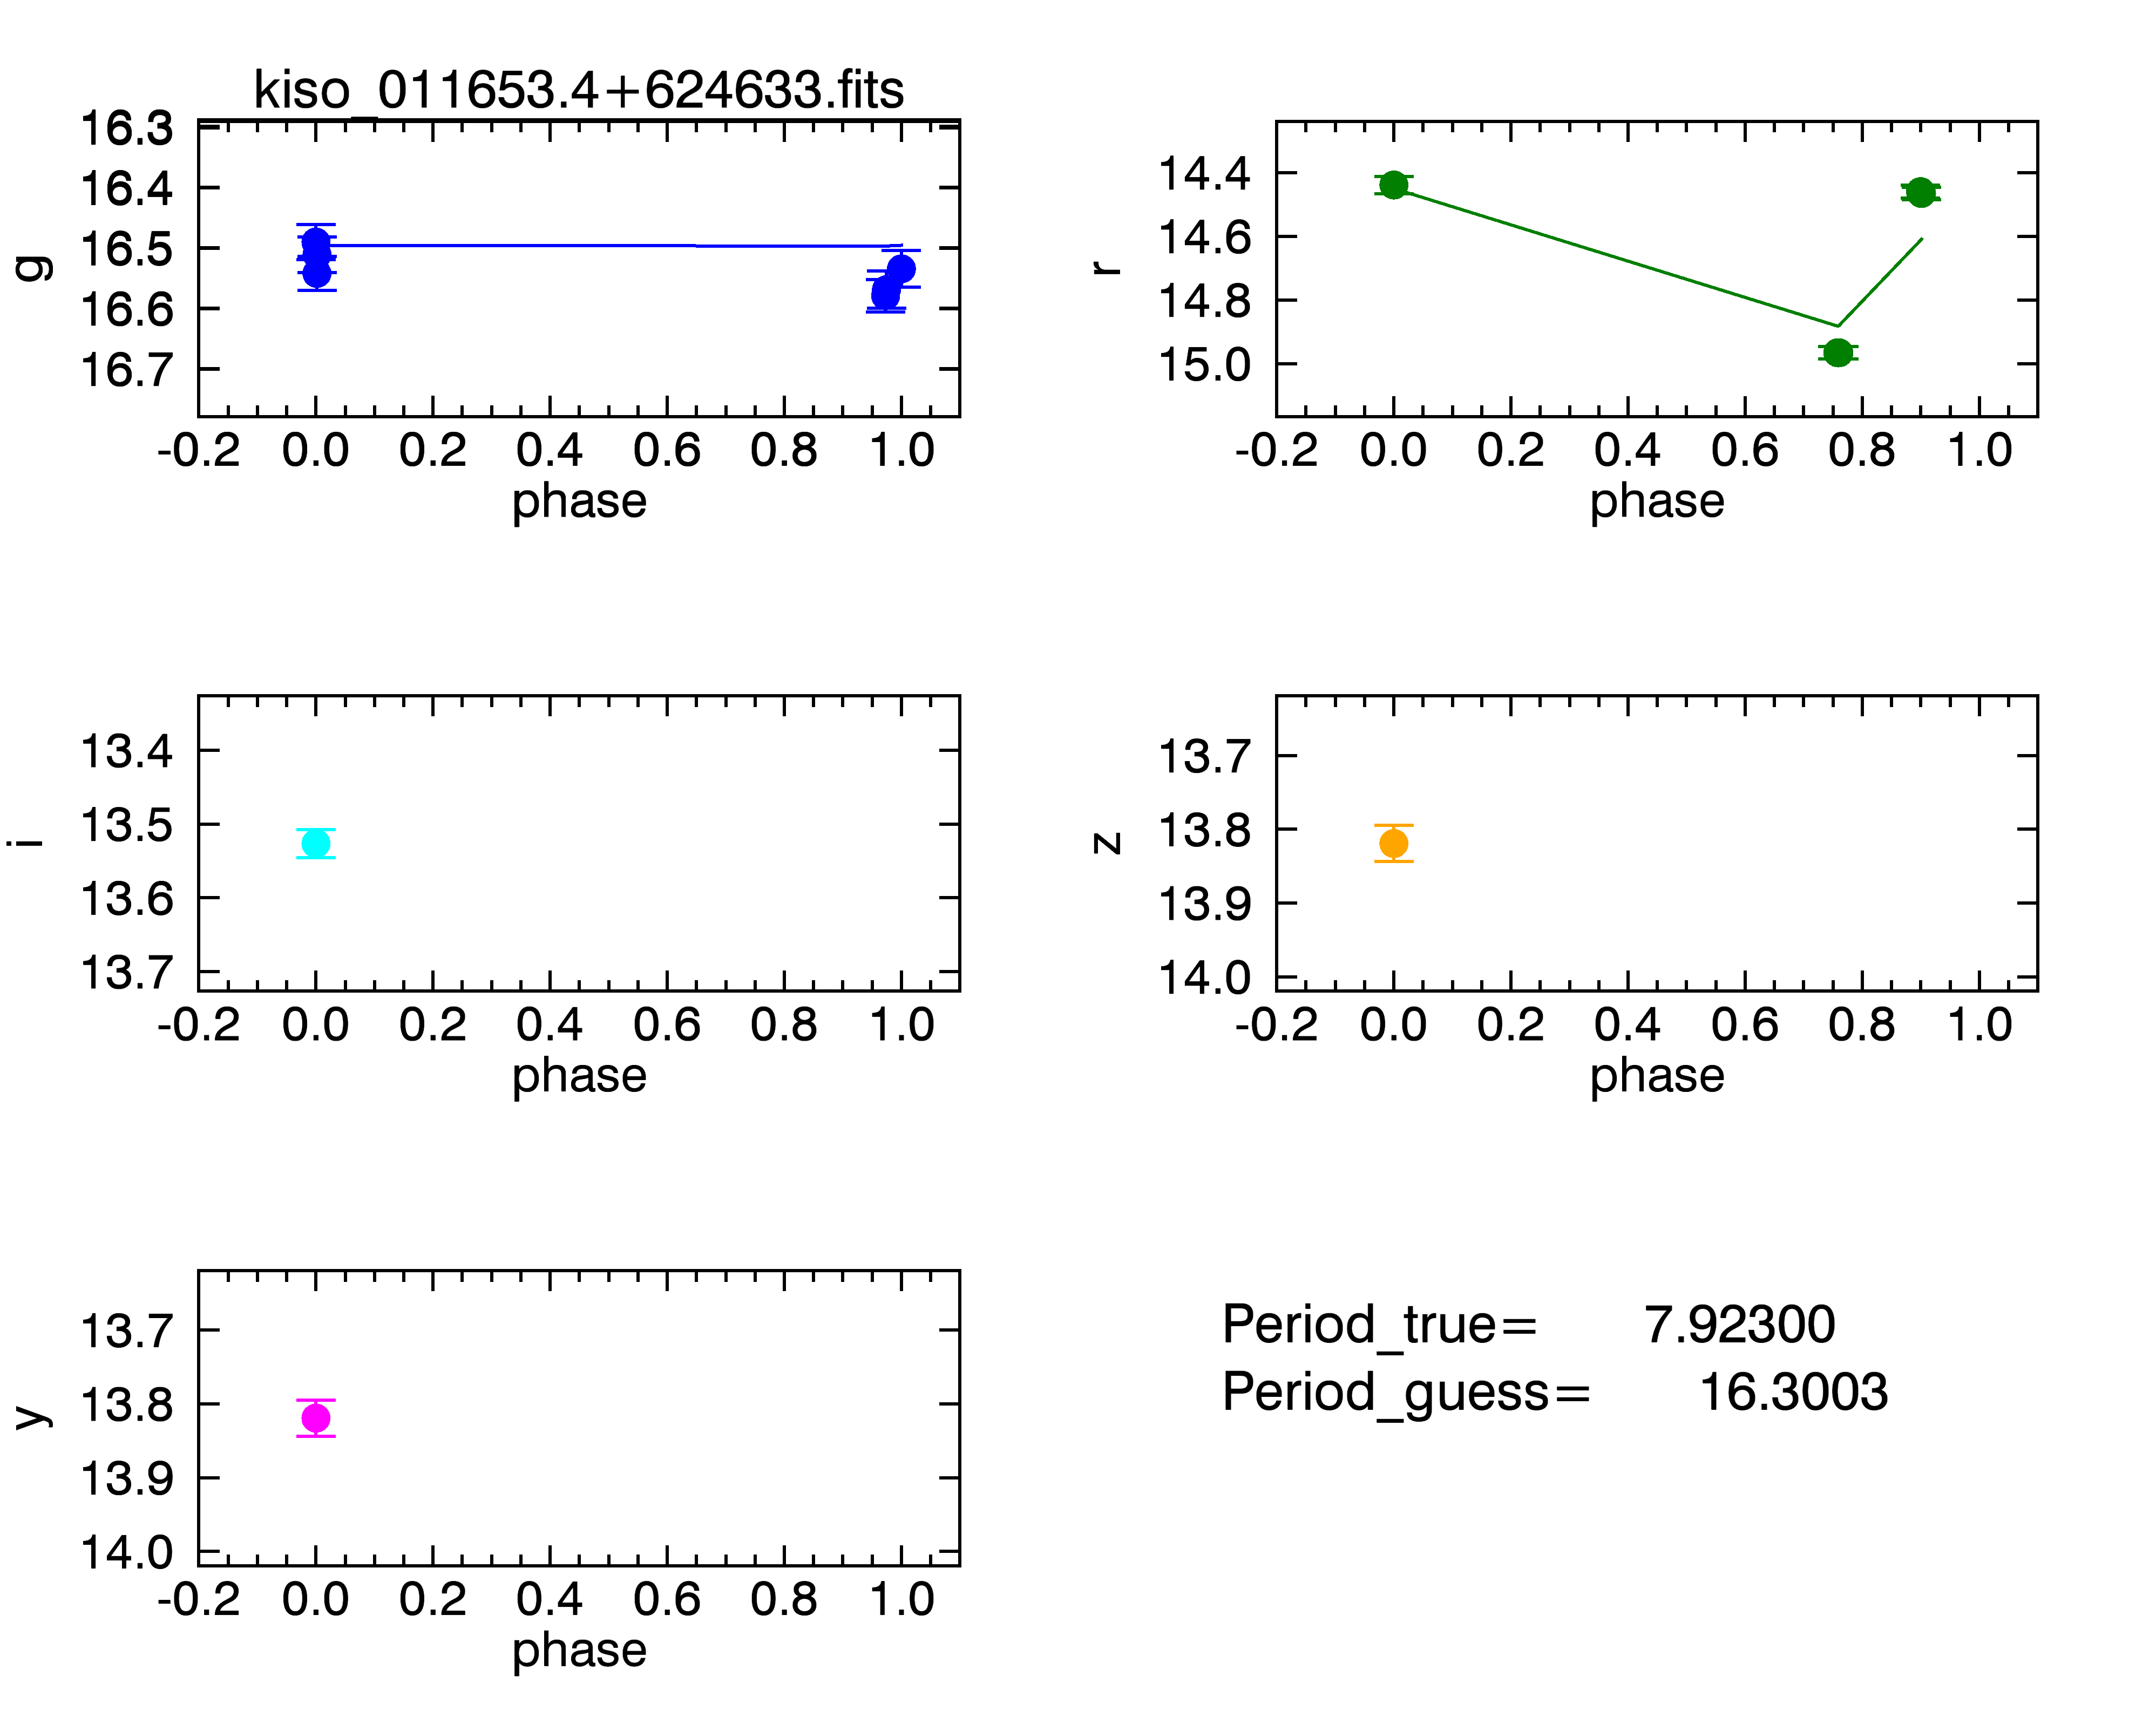 kiso_011653.4+624633.fits
16.3
16.4
16.5
16.6
16.7
g
-0.2 0.0 0.2 0.4 0.6 0.8 1.0
phase
14.4
14.6
14.8
15.0
r
-0.2 0.0 0.2 0.4 0.6 0.8 1.0
phase
13.4
13.5
13.6
13.7
i
-0.2 0.0 0.2 0.4 0.6 0.8 1.0
phase
13.7
13.8
13.9
14.0
z
-0.2 0.0 0.2 0.4 0.6 0.8 1.0
phase
13.7
13.8
13.9
14.0
y
-0.2 0.0 0.2 0.4 0.6 0.8 1.0
phase
Period_true= 7.92300
Period_guess= 16.3003